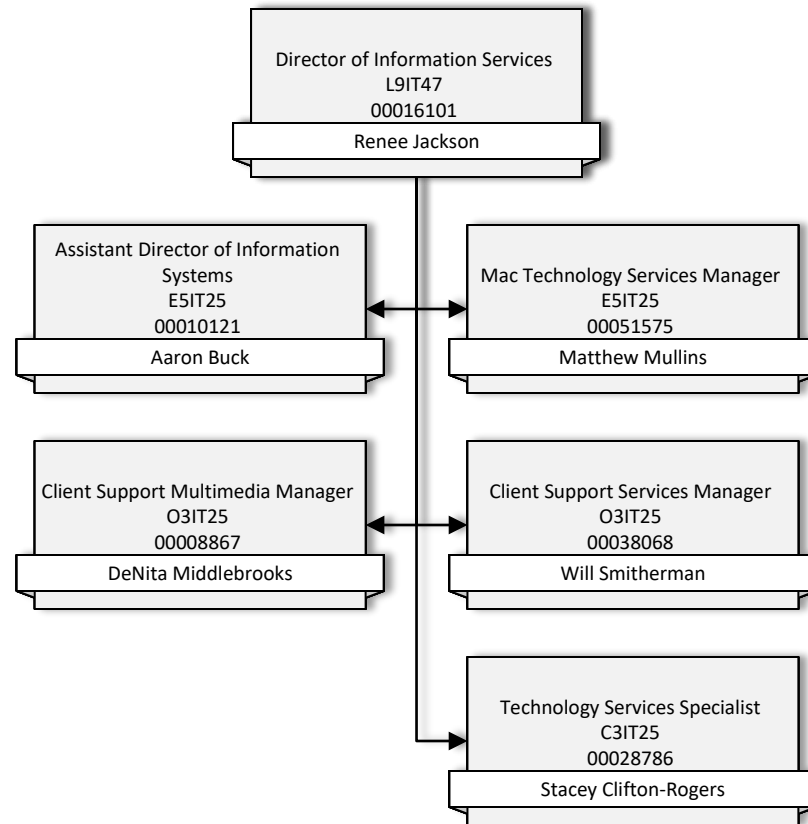 Director of Information Services
L9IT47
00016101
Renee Jackson
Assistant Director of Information
Systems
E5IT25
00010121
Aaron Buck
Mac Technology Services Manager
E5IT25
00051575
Matthew Mullins
Client Support Multimedia Manager
O3IT25
00008867
DeNita Middlebrooks
Client Support Services Manager
O3IT25
00038068
Will Smitherman
Technology Services Specialist
C3IT25
00028786
Stacey Clifton-Rogers